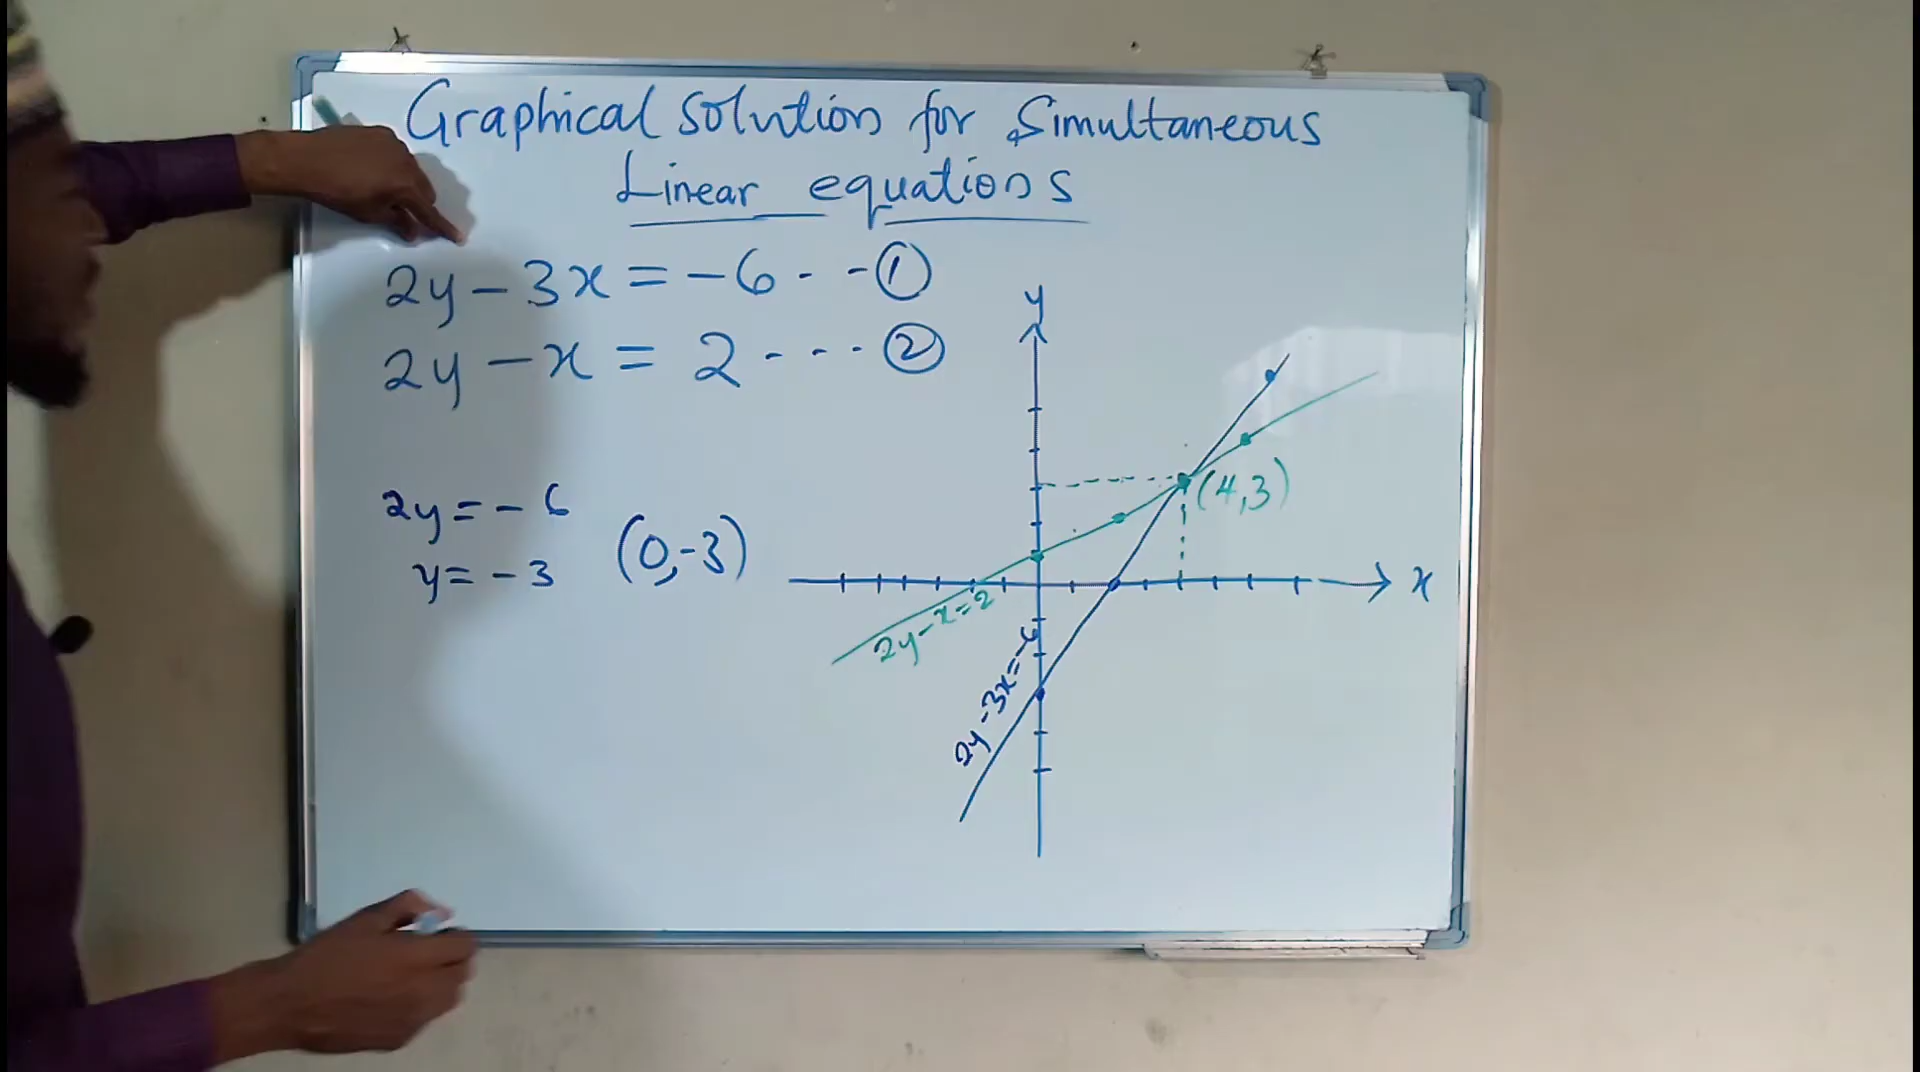 Graphical solution for Simultaneous
Linear equations
2y - 3x = -6 - - ①
2y - x = 2 - - - ②
2y = - 6
y = - 3
(0, -3)
y
(4,3)
x
2y - x = 2
2y - 3x = -6